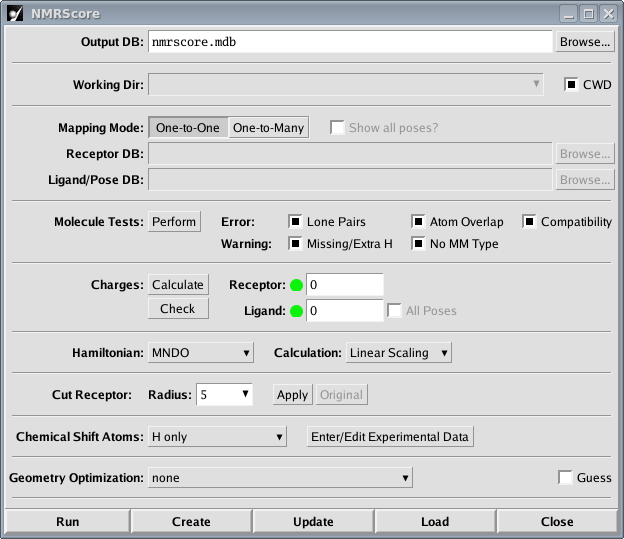 NMRScore
Output DB: nmrscore.mdb Browse...
Working Dir: CWD
Mapping Mode: One-to-One One-to-Many Show all poses?
Receptor DB: Browse...
Ligand/Pose DB: Browse...
Molecule Tests: Perform Error: Lone Pairs Atom Overlap Compatibility
Warning: Missing/Extra H No MM Type
Charges: Calculate Receptor: 0
Check Ligand: 0 All Poses
Hamiltonian: MNDO Calculation: Linear Scaling
Cut Receptor: Radius: 5 Apply Original
Chemical Shift Atoms: H only Enter/Edit Experimental Data
Geometry Optimization: none Guess
Run Create Update Load Close